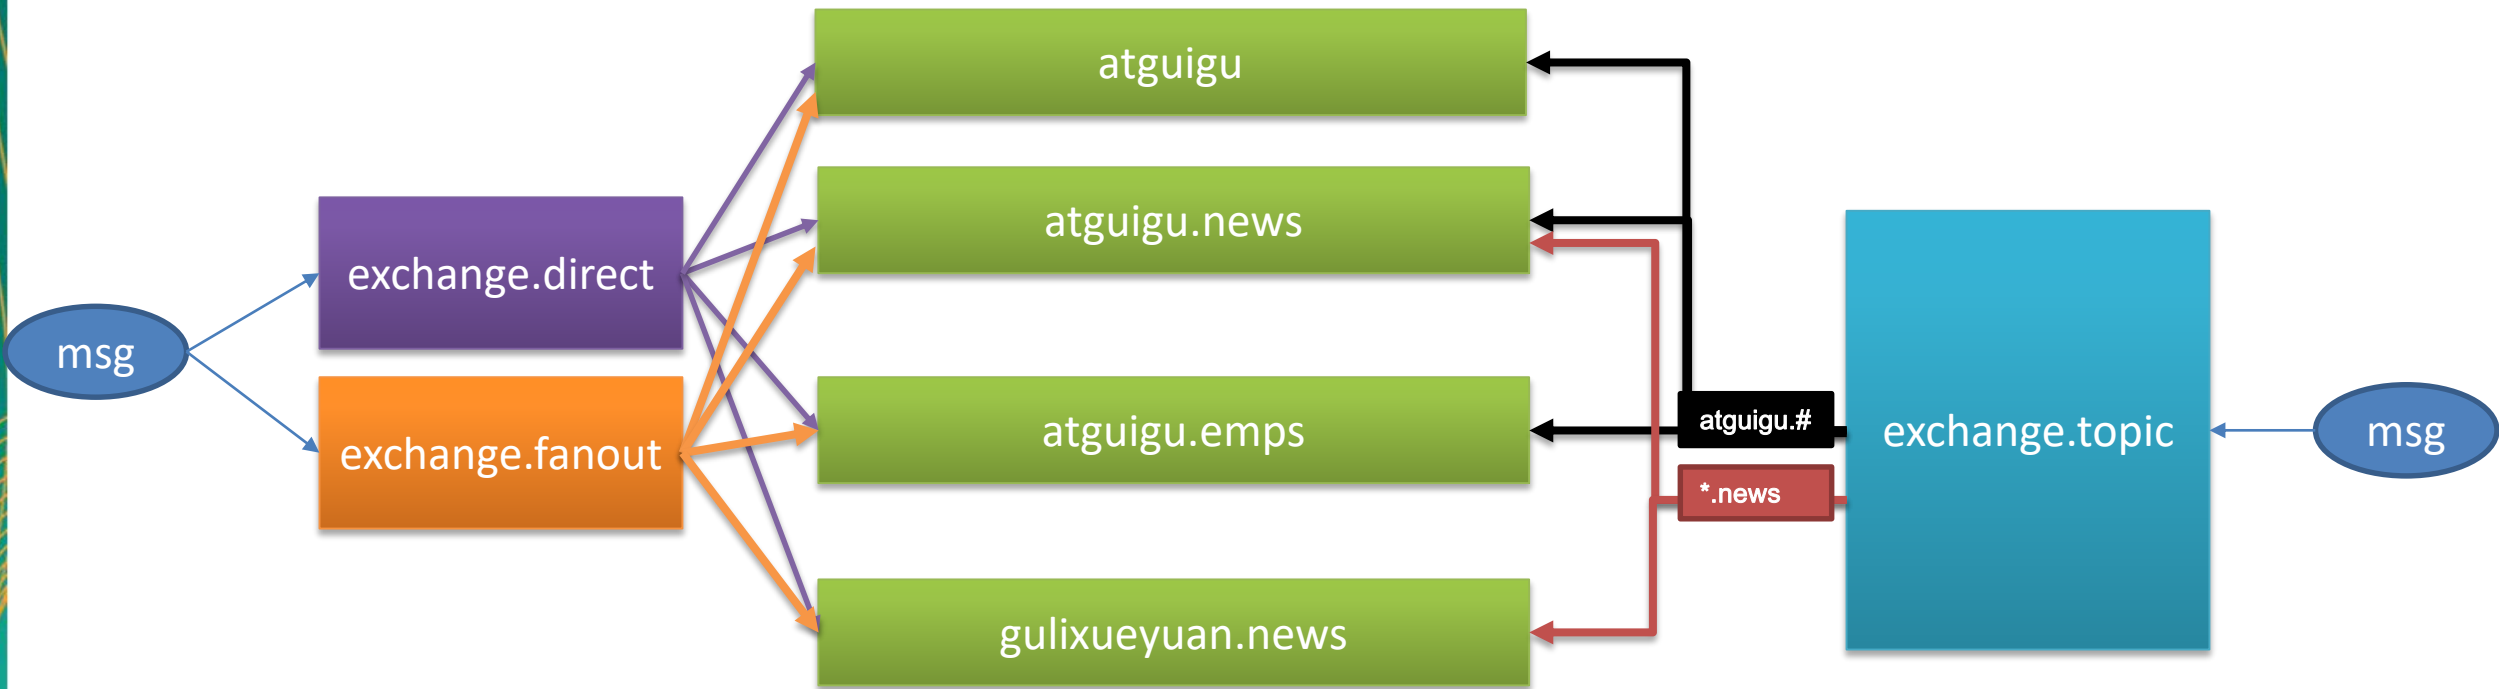 atguigu
atguigu.news
exchange.direct
msg
atguigu.#
atguigu.emps
exchange.topic
msg
exchange.fanout
*.news
gulixueyuan.news